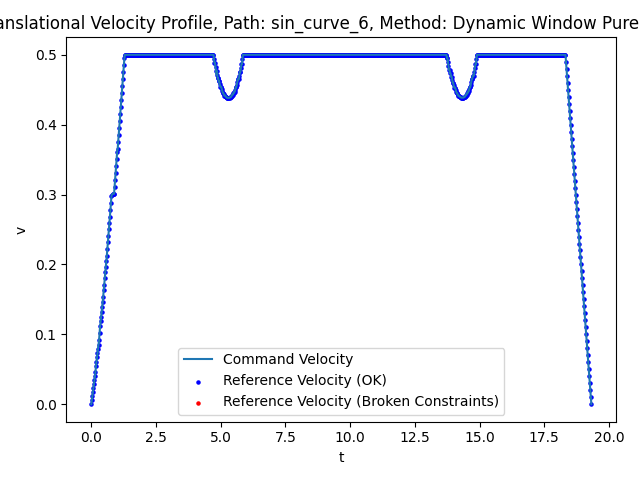 anslational Velocity Profile, Path: sin_curve_6, Method: Dynamic Window Pure
0.5
0.4
0.3
0.2
0.1
0.0
v
0.0 2.5 5.0 7.5 10.0 12.5 15.0 17.5 20.0
t
Command Velocity
Reference Velocity (OK)
Reference Velocity (Broken Constraints)